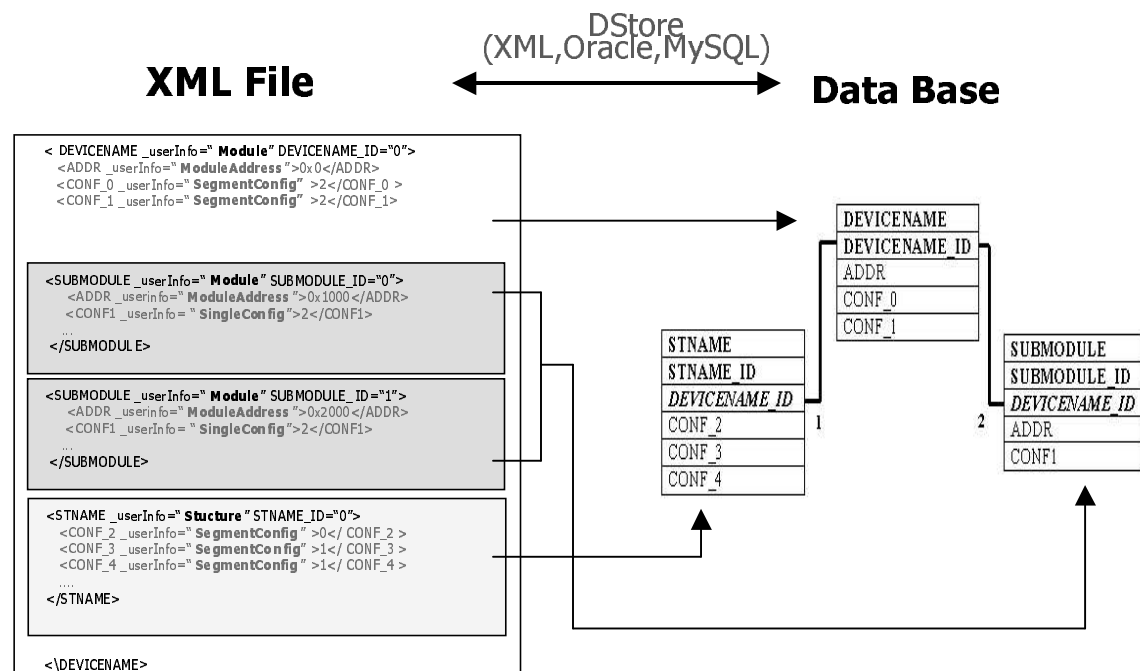 DStore
(XML,Oracle,MySQL)
XML File
Data Base
< DEVICENAME _userInfo=“ Module” DEVICENAME_ID=“0”>
<ADDR _userInfo=“ ModuleAddress ”>0x0</ADDR>
<CONF_0 _userInfo=“ SegmentConfig” >2</CONF_0 >
<CONF_1 _userInfo=“ SegmentConfig” >2</CONF_1>
<SUBMODULE _userInfo=“ Module” SUBMODULE_ID=“0”>
<ADDR _userinfo=“ ModuleAddress ”>0x1000</ADDR>
<CONF1 _userInfo= “ SingleConfig”>2</CONF1>
...
</SUBMODULE>
<SUBMODULE _userInfo=“ Module” SUBMODULE_ID=“1”>
<ADDR _userinfo=“ ModuleAddress ”>0x2000</ADDR>
<CONF1 _userInfo= “ SingleConfig”>2</CONF1>
...
</SUBMODULE>
<STNAME _userInfo=“ Stucture” STNAME_ID=“0”>
<CONF_2 _userInfo=“ SegmentConfig” >0</ CONF_2 >
<CONF_3 _userInfo=“ SegmentConfig” >1</ CONF_3 >
<CONF_4 _userInfo=“ SegmentConfig” >1</ CONF_4 >
....
</STNAME>
<\DEVICENAME>
DEVICENAME
DEVICENAME_ID
ADDR
CONF_0
CONF_1
STNAME
STNAME_ID
DEVICENAME_ID
CONF_2
CONF_3
CONF_4
1
2
SUBMODULE
SUBMODULE_ID
DEVICENAME_ID
ADDR
CONF1